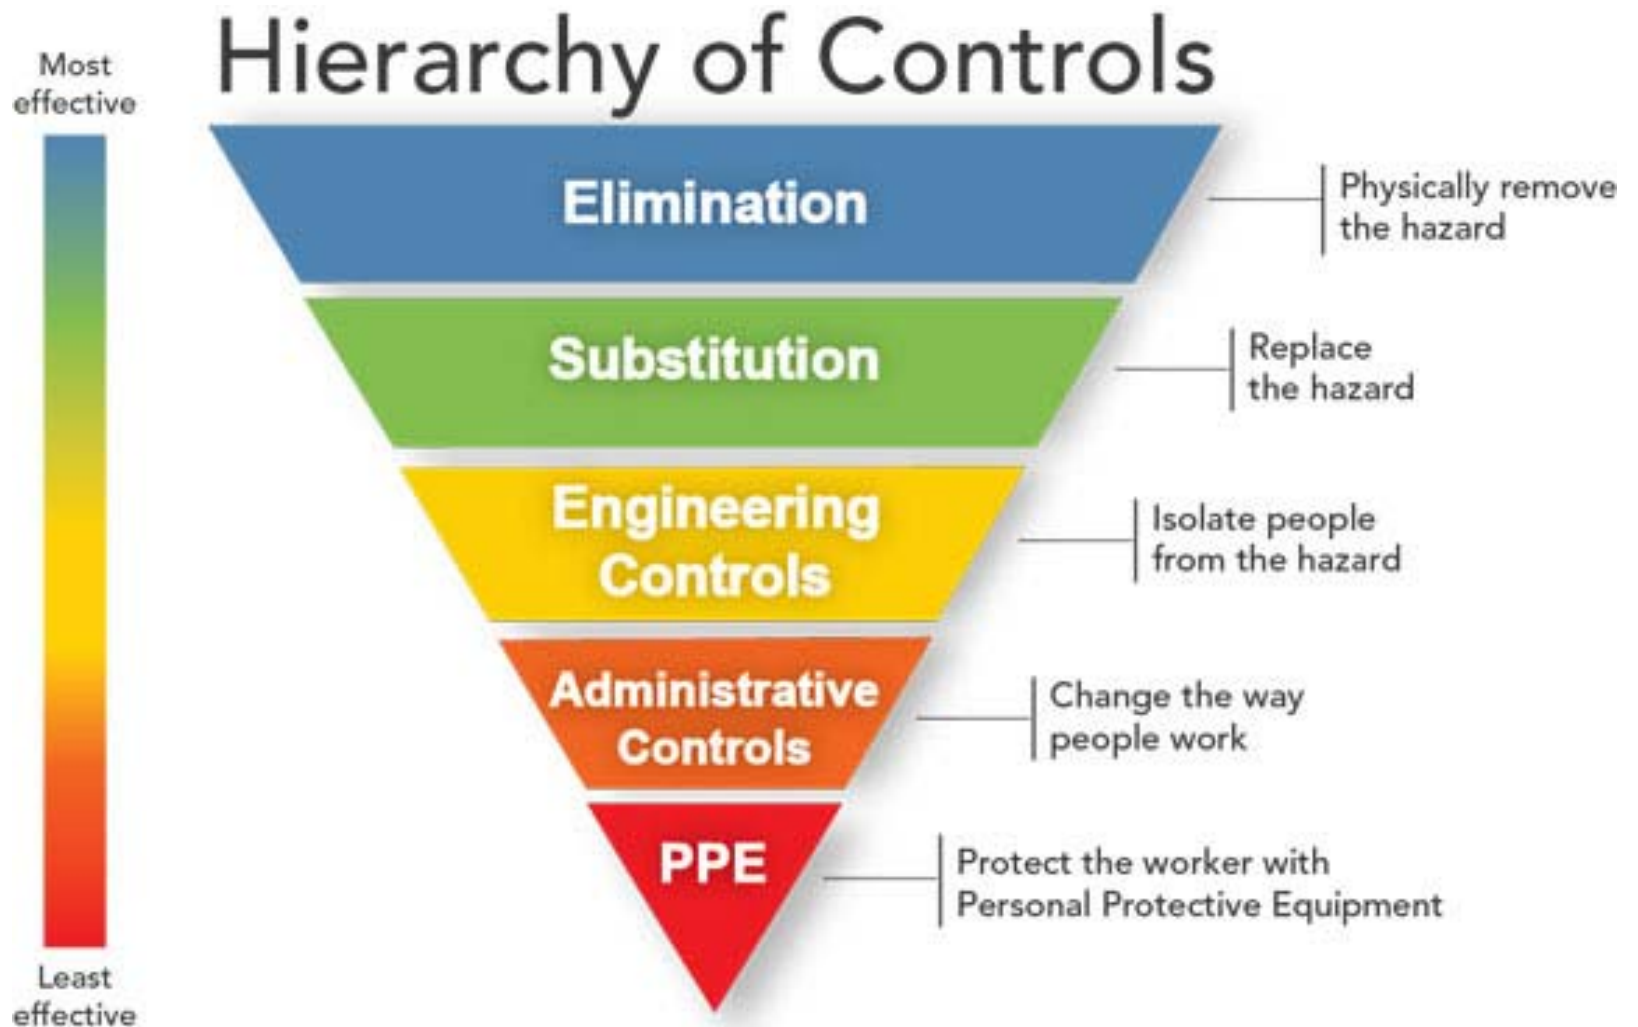 Hierarchy of Controls
Most
effective
Elimination
Physically remove
the hazard
Substitution
Replace
the hazard
Engineering
Controls
Isolate people
from the hazard
Administrative
Controls
Change the way
people work
PPE
Protect the worker with
Personal Protective Equipment
Least
effective